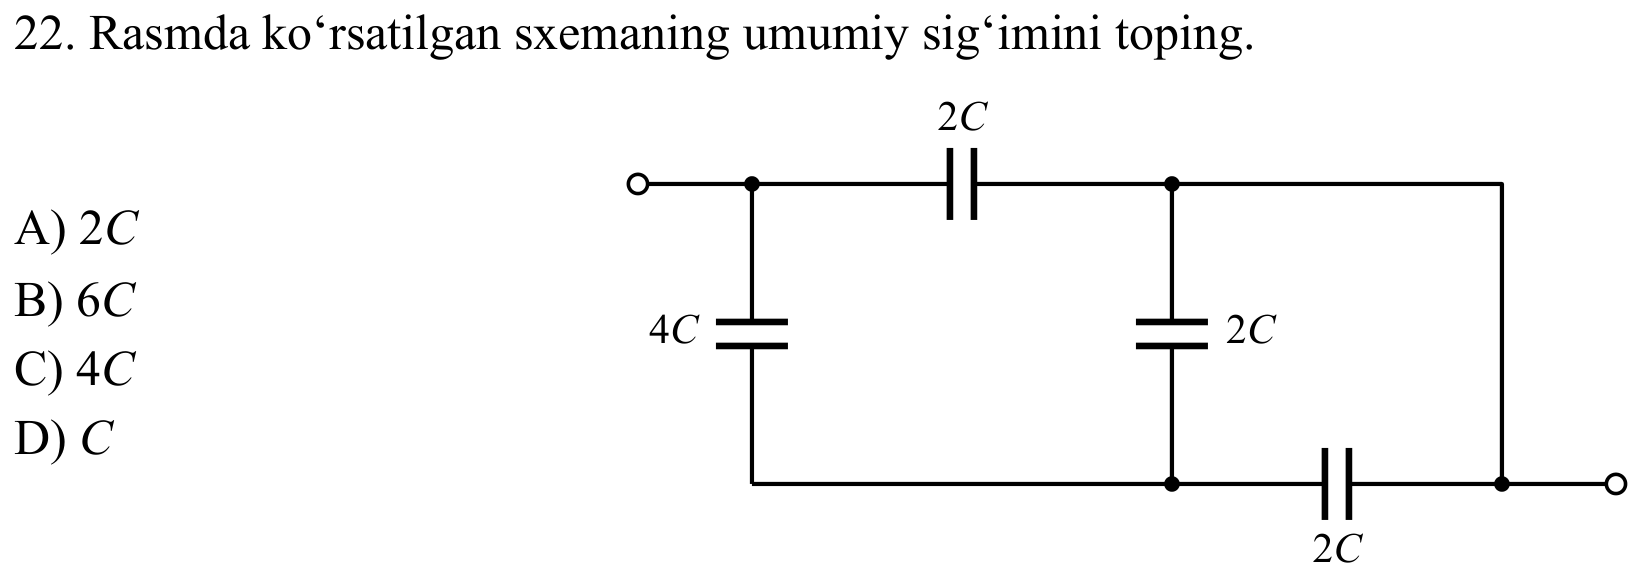 22. Rasmda ko‘rsatilgan sxemaning umumiy sig‘imini toping.
2C
A) 2C
B) 6C
4C
2C
C) 4C
D) C
2C